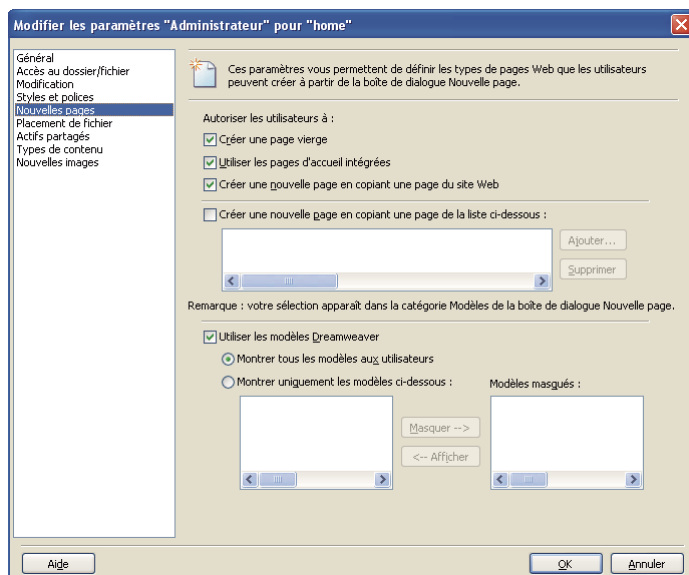 Modifier les paramètres "Administrateur" pour "home"
Général
Accès au dossier/fichier
Modification
Styles et polices
Nouvelles pages
Placement de fichier
Actifs partagés
Types de contenu
Nouvelles images
Ces paramètres vous permettent de définir les types de pages Web que les utilisateurs
peuvent créer à partir de la boîte de dialogue Nouvelle page.
Autoriser les utilisateurs à :
Créer une page vierge
Utiliser les pages d'accueil intégrées
Créer une nouvelle page en copiant une page du site Web
Créer une nouvelle page en copiant une page de la liste ci-dessous :
Ajouter...
Supprimer
Remarque : votre sélection apparaît dans la catégorie Modèles de la boîte de dialogue Nouvelle page.
Utiliser les modèles Dreamweaver
Montrer tous les modèles aux utilisateurs
Montrer uniquement les modèles ci-dessous :
Modèles masqués :
Masquer -->
<-- Afficher
Aide
OK
Annuler